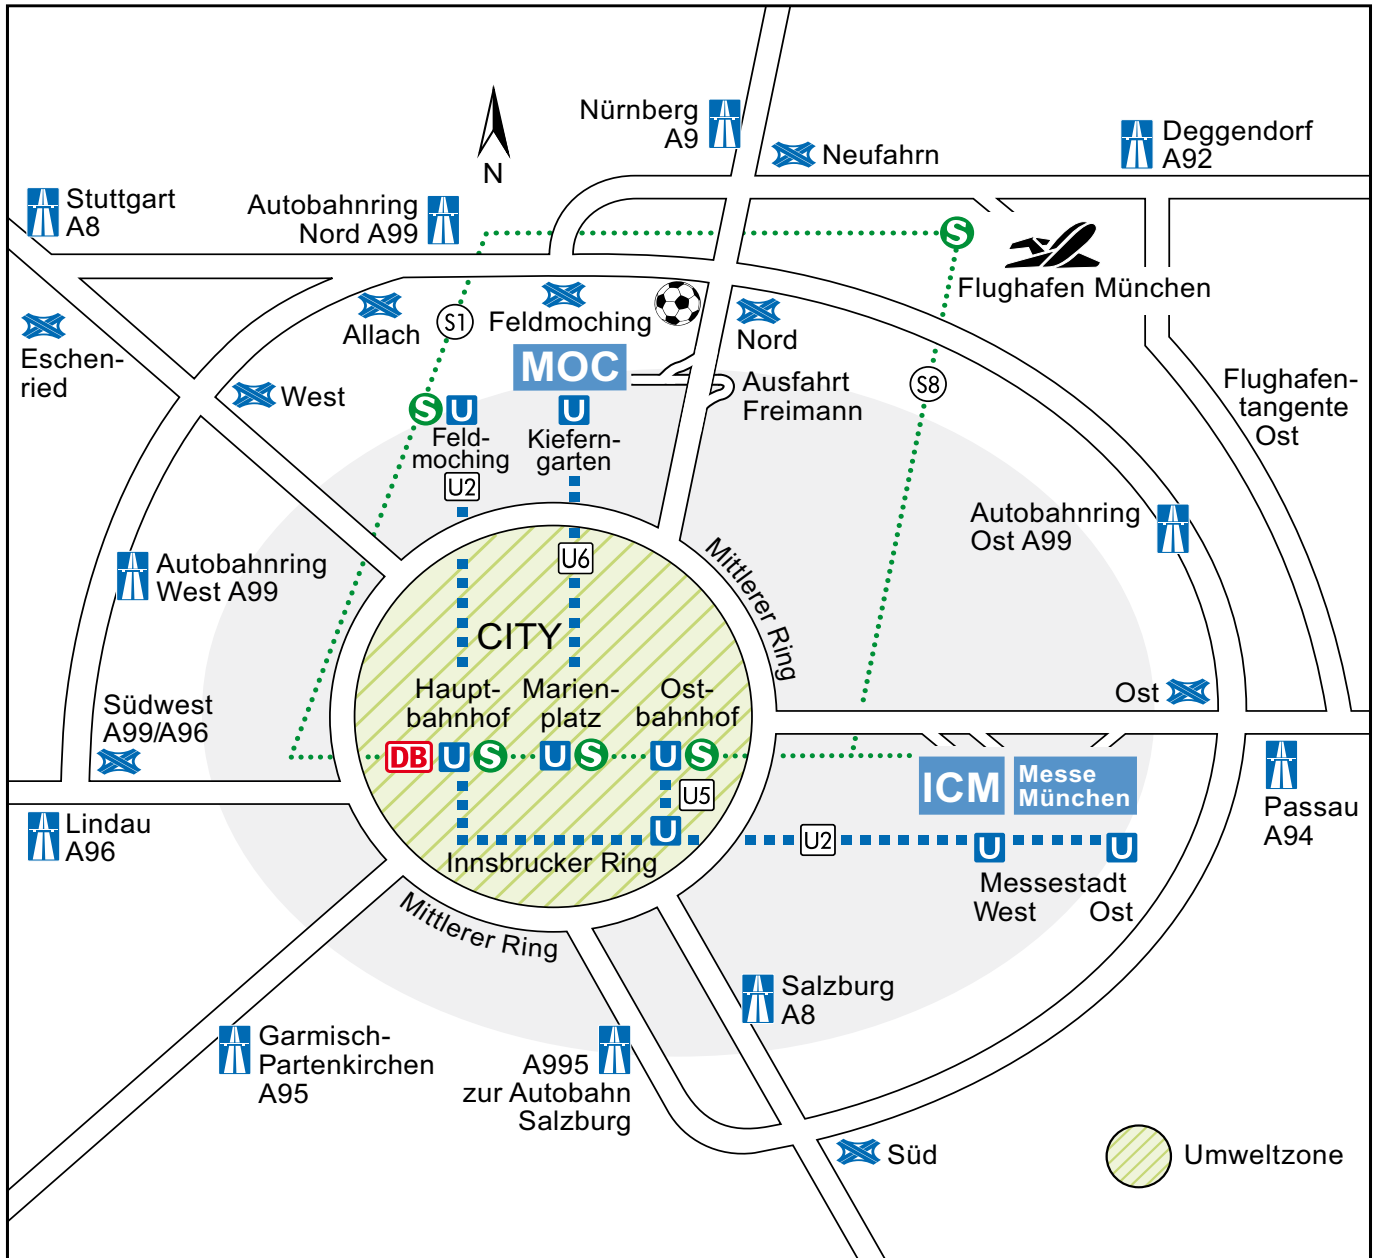 Nürnberg
A9
Neufahrn
Deggendorf
A92
N
Stuttgart
A8
Autobahnring
Nord A99
S
Flughafen München
Eschen-
ried
Allach
S1
Feldmoching
Nord
MOC
Ausfahrt
Freimann
S8
Flughafen-
tangente
Ost
West
S U
Feld-
moching
U2
U
Kiefern-
garten
U6
Autobahnring
Ost A99
Autobahnring
West A99
Mittlerer Ring
CITY
Südwest
A99/A96
Haupt-
bahnhof
Marien-
platz
Ost-
bahnhof
Ost
DB U S
U S
U S
U5
ICM
Messe
München
Passau
A94
Lindau
A96
U
U2
U
U
Innsbrucker Ring
Messestadt
West
Ost
Mittlerer Ring
Salzburg
A8
Garmisch-
Partenkirchen
A95
A995
zur Autobahn
Salzburg
Süd
Umweltzone